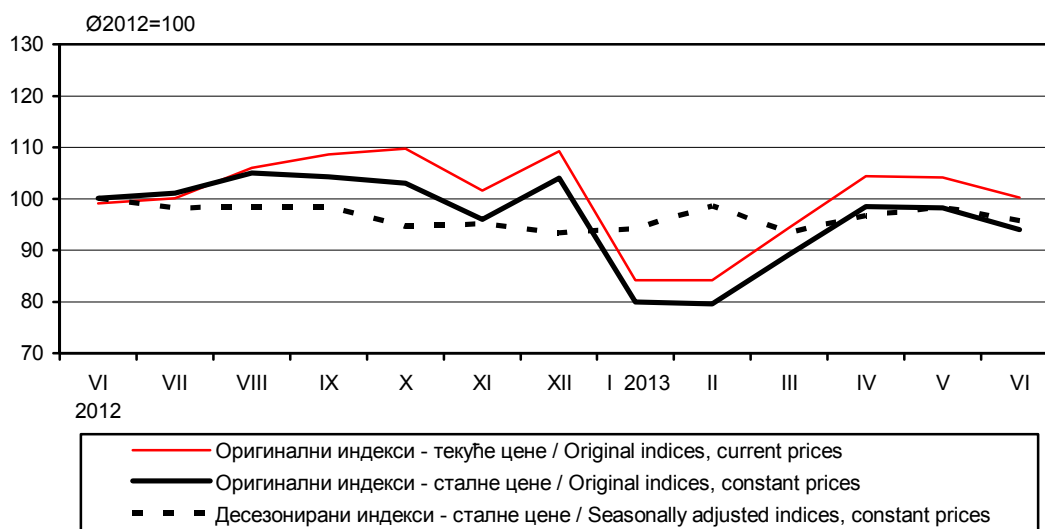 Ø2012=100
130
120
110
100
90
80
70
VI VII VIII IX X XI XII I 2013 II III IV V VI
2012
Оригинални индекси - текуће цене / Original indices, current prices
Оригинални индекси - сталне цене / Original indices, constant prices
Десезонирани индекси - сталне цене / Seasonally adjusted indices, constant prices